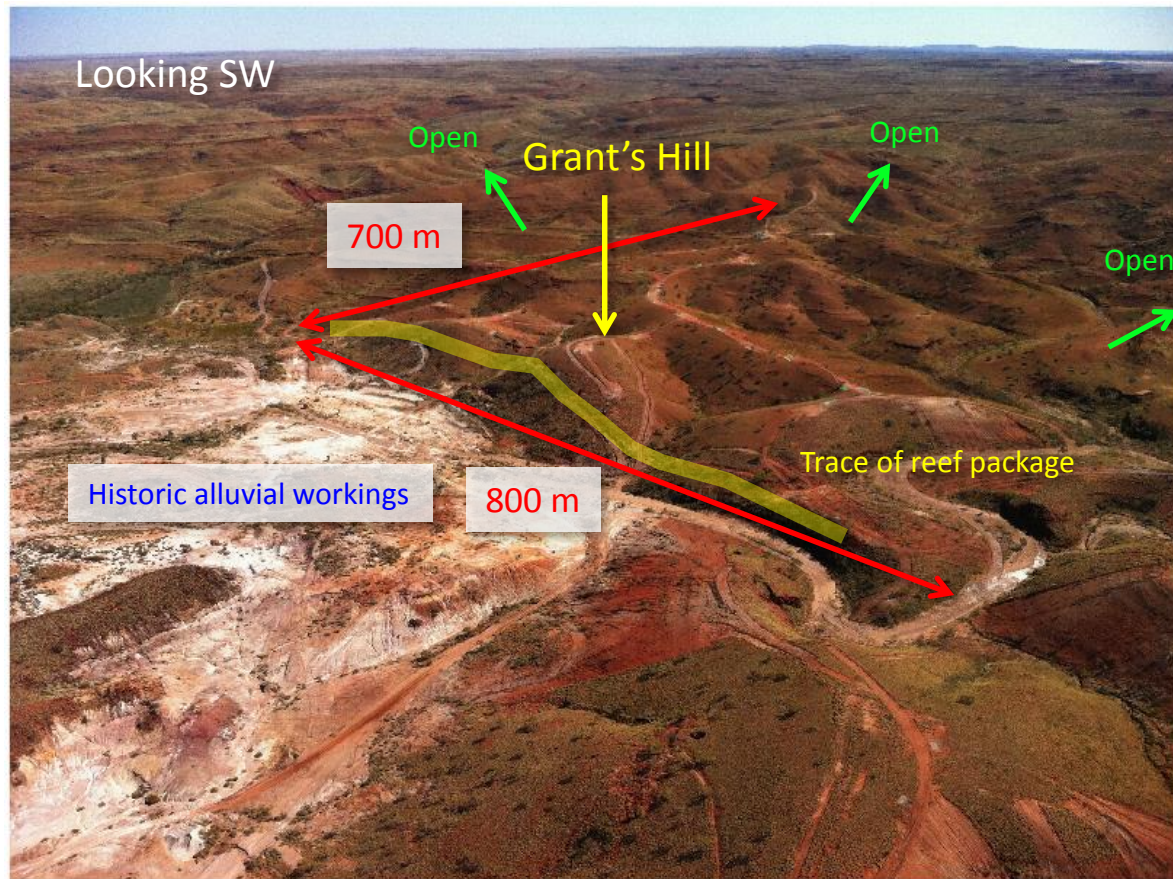 Looking SW
Open
Open
Grant's Hill
700 m
Open
Trace of reef package
Historic alluvial workings
800 m